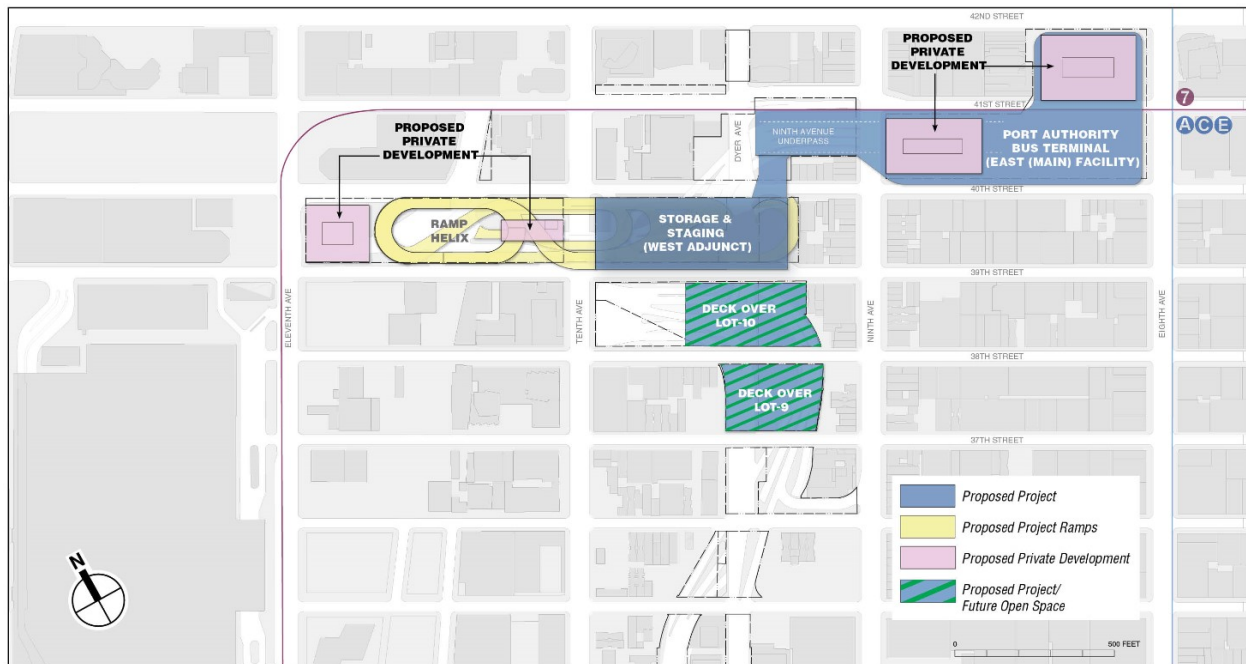 42ND STREET
PROPOSED
PRIVATE
DEVELOPMENT
41ST STREET
7
A C E
PROPOSED
PRIVATE
DEVELOPMENT
DYER AVE
NINTH AVENUE
UNDERPASS
PORT AUTHORITY
BUS TERMINAL
(EAST (MAIN) FACILITY)
40TH STREET
RAMP
HELIX
STORAGE &
STAGING
(WEST ADJUNCT)
39TH STREET
ELEVENTH AVE
TENTH AVE
NINTH AVE
EIGHTH AVE
DECK OVER
LOT-10
38TH STREET
DECK OVER
LOT-9
37TH STREET
Proposed Project
Proposed Project Ramps
Proposed Private Development
Proposed Project/
Future Open Space
N
0 500 FEET